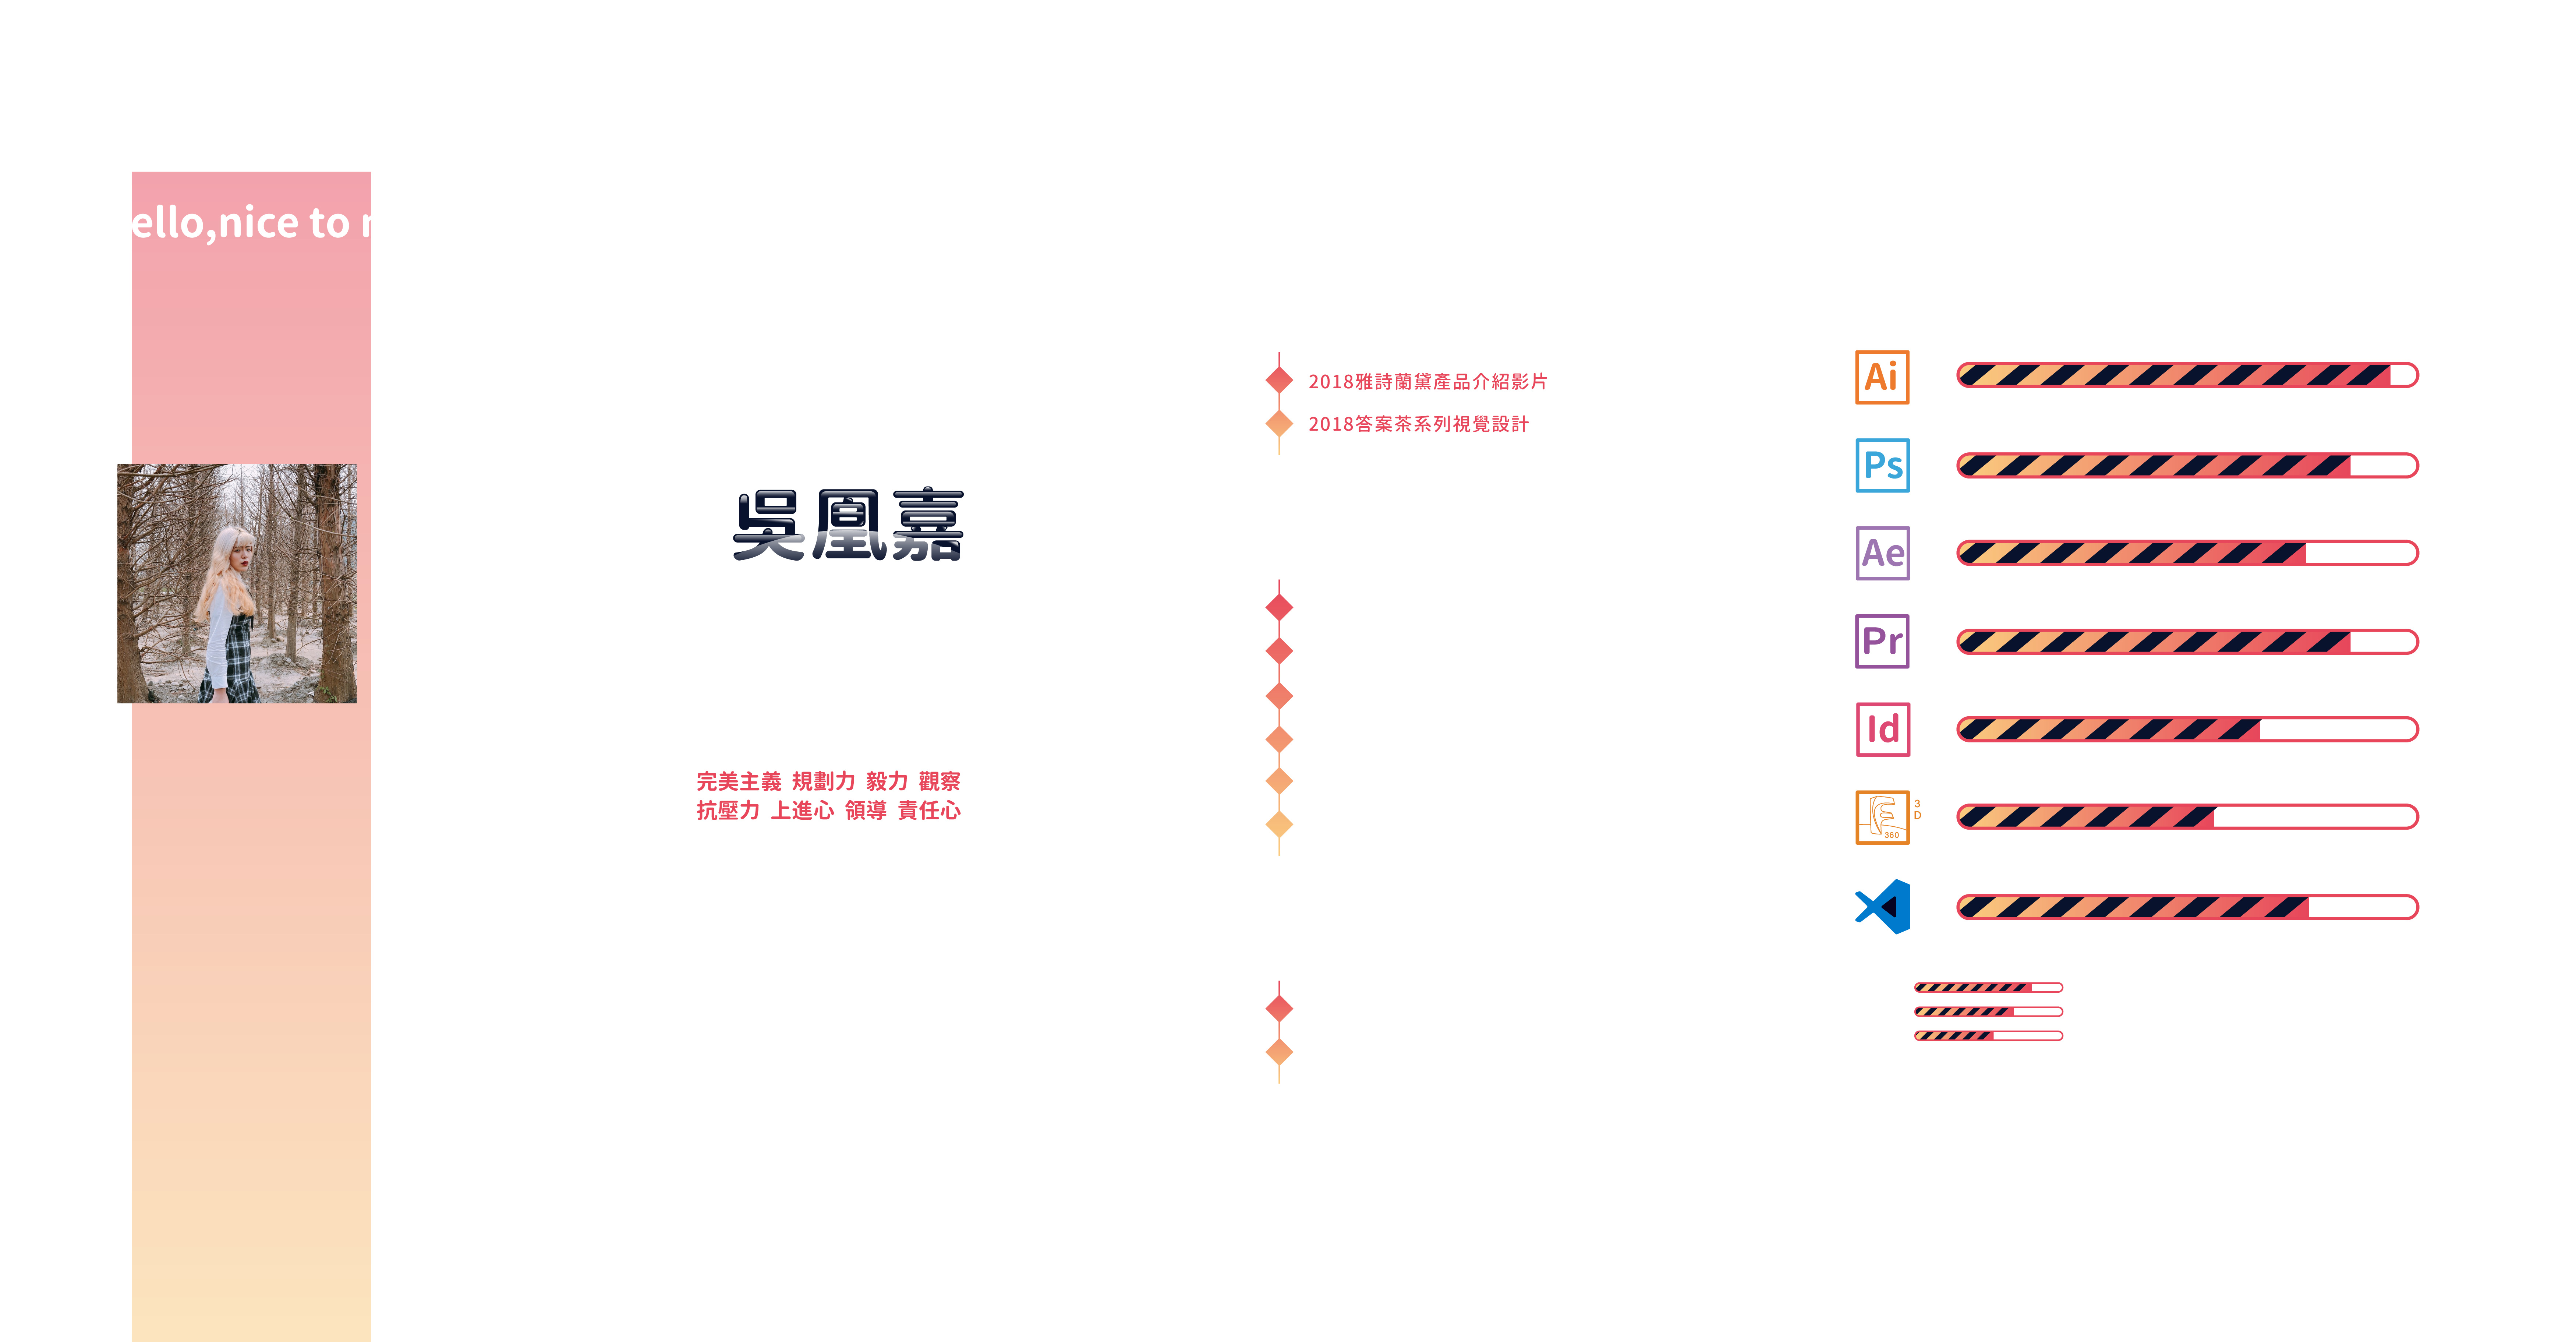 ello,nice to
吳凰嘉
完美主義 規劃力 毅力 觀察
抗壓力 上進心 領導 責任心
2018雅詩蘭黛產品介紹影片
2018答案茶系列視覺設計
Ai
Ps
Ae
Pr
Id
360
3D